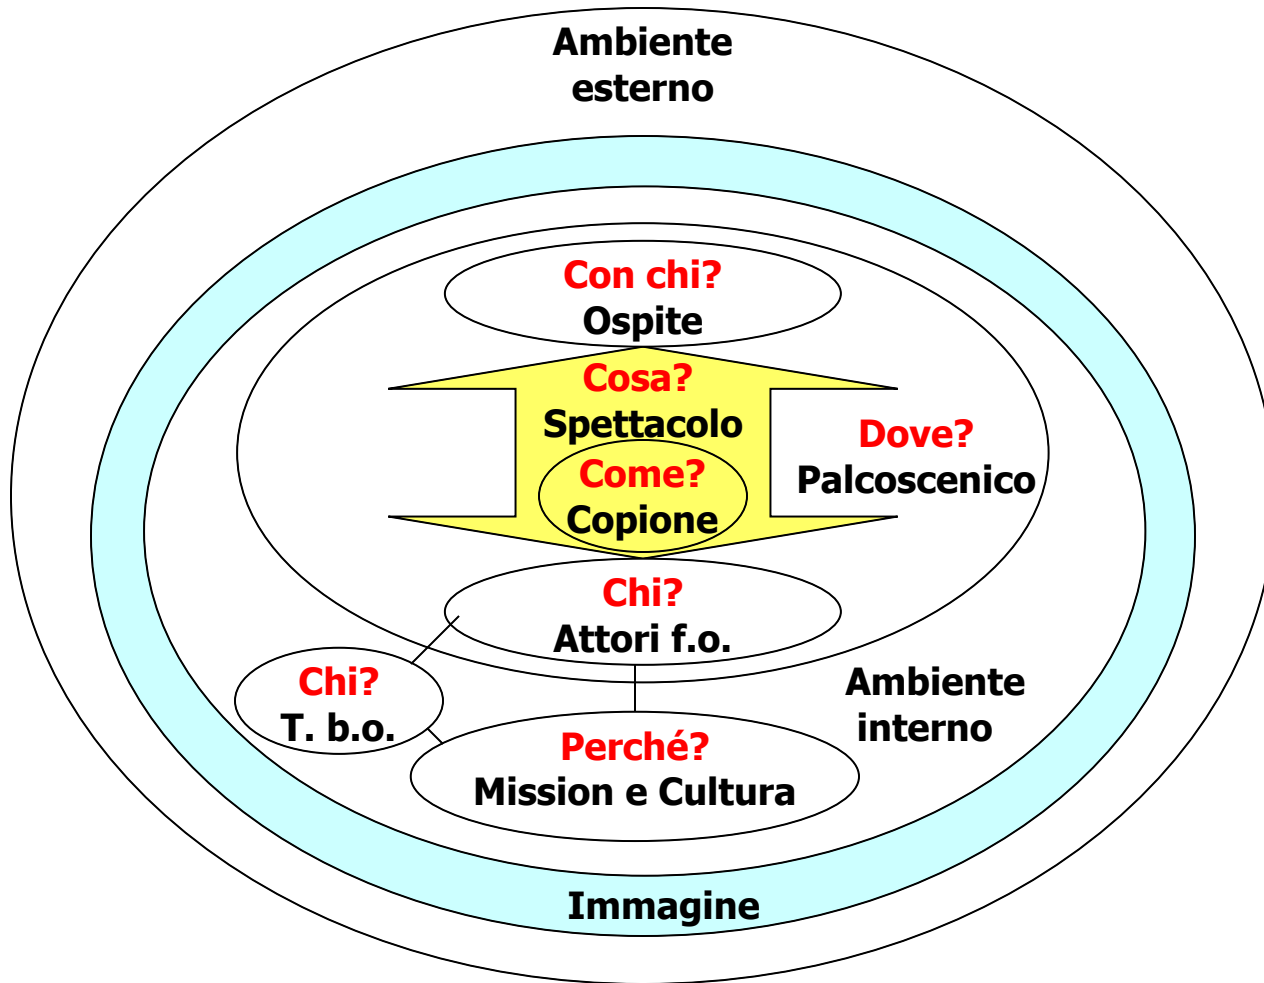 Ambiente
esterno
Con chi?
Ospite
Cosa?
Spettacolo
Come?
Copione
Dove?
Palcoscenico
Chi?
Attori f.o.
Chi?
T. b.o.
Ambiente
interno
Perché?
Mission e Cultura
Immagine